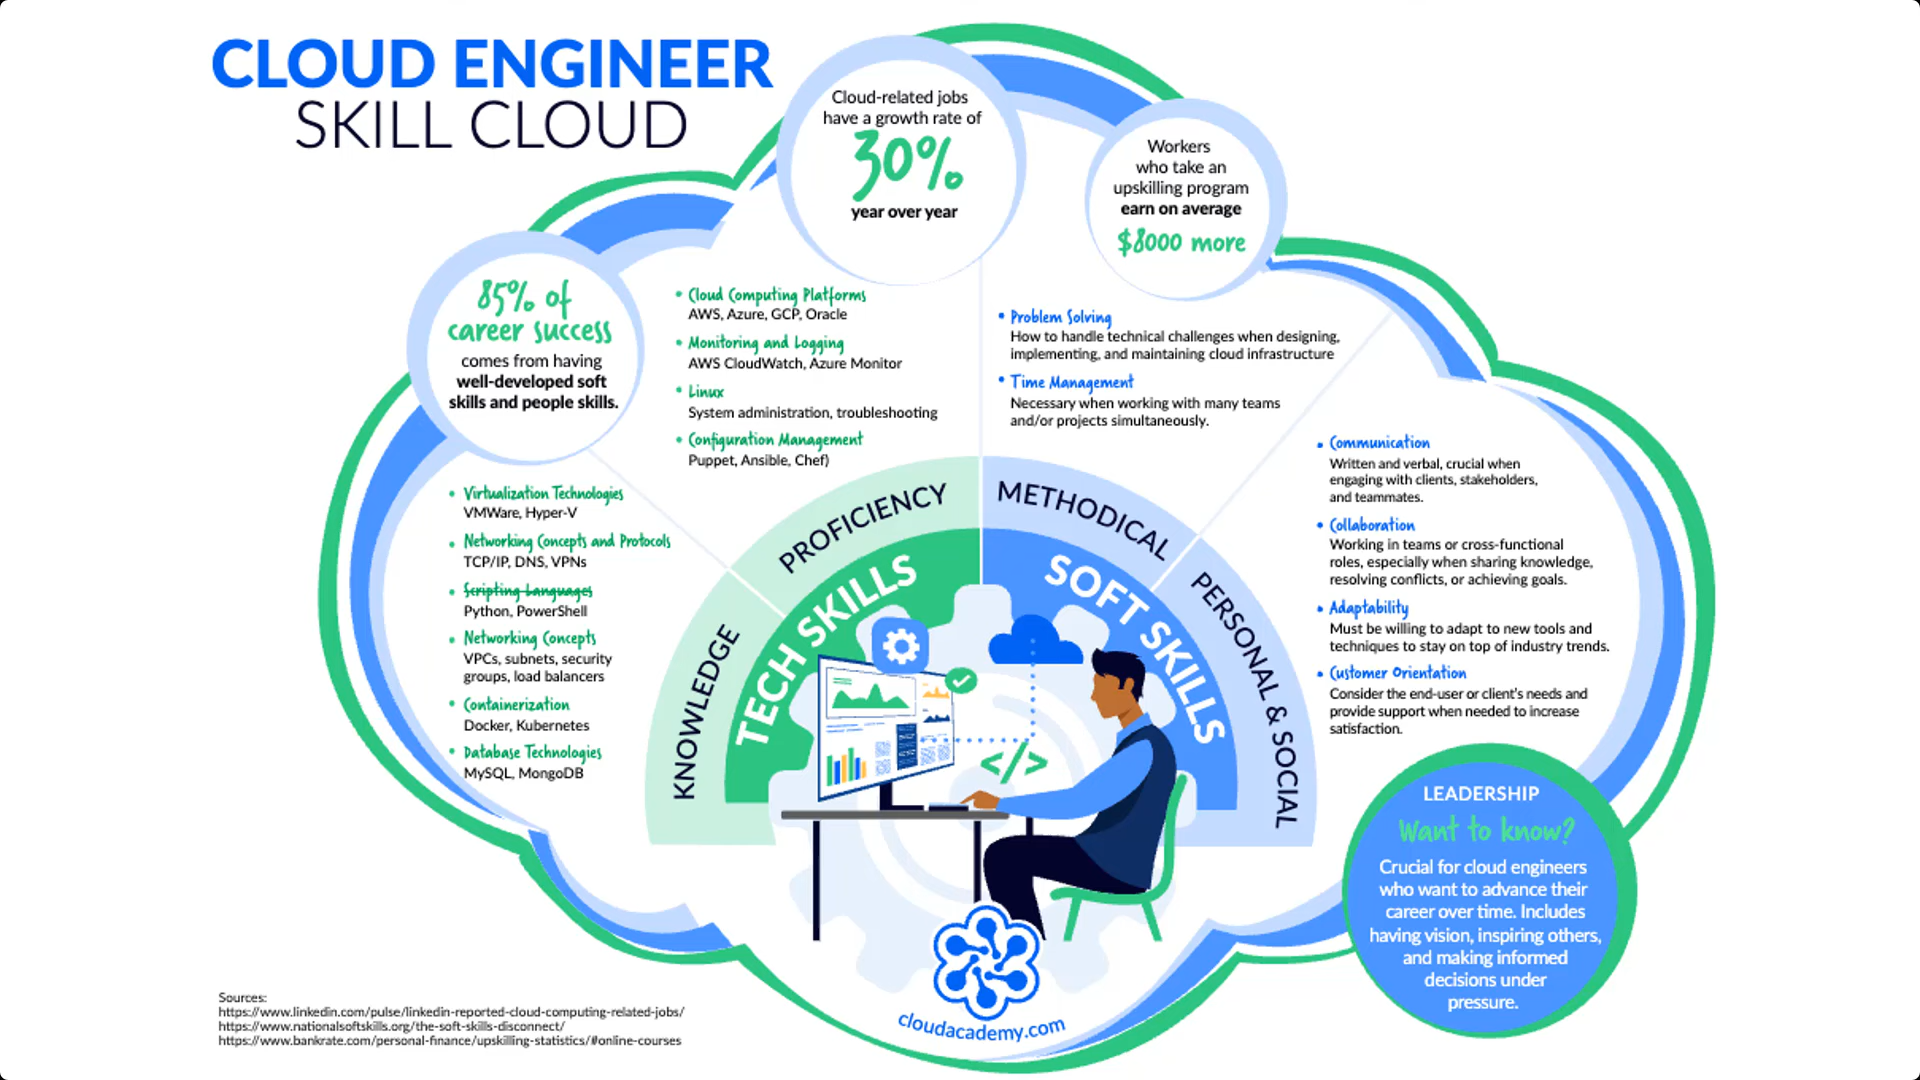 CLOUD ENGINEER
SKILL CLOUD
Cloud-related jobs
have a growth rate of
30%
year over year
Workers
who take an
upskilling program
earn on average
$8000 more
85% of
career success
comes from having
well-developed soft
skills and people skills.
• Cloud Computing Platforms
AWS, Azure, GCP, Oracle
• Monitoring and Logging
AWS CloudWatch, Azure Monitor
• Linux
System administration, troubleshooting
• Configuration Management
Puppet, Ansible, Chef)
• Problem Solving
How to handle technical challenges when designing,
implementing, and maintaining cloud infrastructure
• Time Management
Necessary when working with many teams
and/or projects simultaneously.
• Virtualization Technologies
VMWare, Hyper-V
• Networking Concepts and Protocols
TCP/IP, DNS, VPNs
• Scripting Languages
Python, PowerShell
• Networking Concepts
VPCs, subnets, security
groups, load balancers
• Containerization
Docker, Kubernetes
• Database Technologies
MySQL, MongoDB
• Communication
Written and verbal, crucial when
engaging with clients, stakeholders,
and teammates.
• Collaboration
Working in teams or cross-functional
roles, especially when sharing knowledge,
resolving conflicts, or achieving goals.
• Adaptability
Must be willing to adapt to new tools and
techniques to stay on top of industry trends.
• Customer Orientation
Consider the end-user or client's needs and
provide support when needed to increase
satisfaction.
KNOWLEDGE
PROFICIENCY
METHODICAL
PERSONAL & SOCIAL
TECH SKILLS
SOFT SKILLS
</>
LEADERSHIP
Want to know?
Crucial for cloud engineers
who want to advance their
career over time. Includes
having vision, inspiring others,
and making informed
decisions under
pressure.
cloudacademy.com
Sources:
https://www.linkedin.com/pulse/linkedin-reported-cloud-computing-related-jobs/
https://www.nationalsoftskills.org/the-soft-skills-disconnect/
https://www.bankrate.com/personal-finance/upskilling-statistics/#online-courses